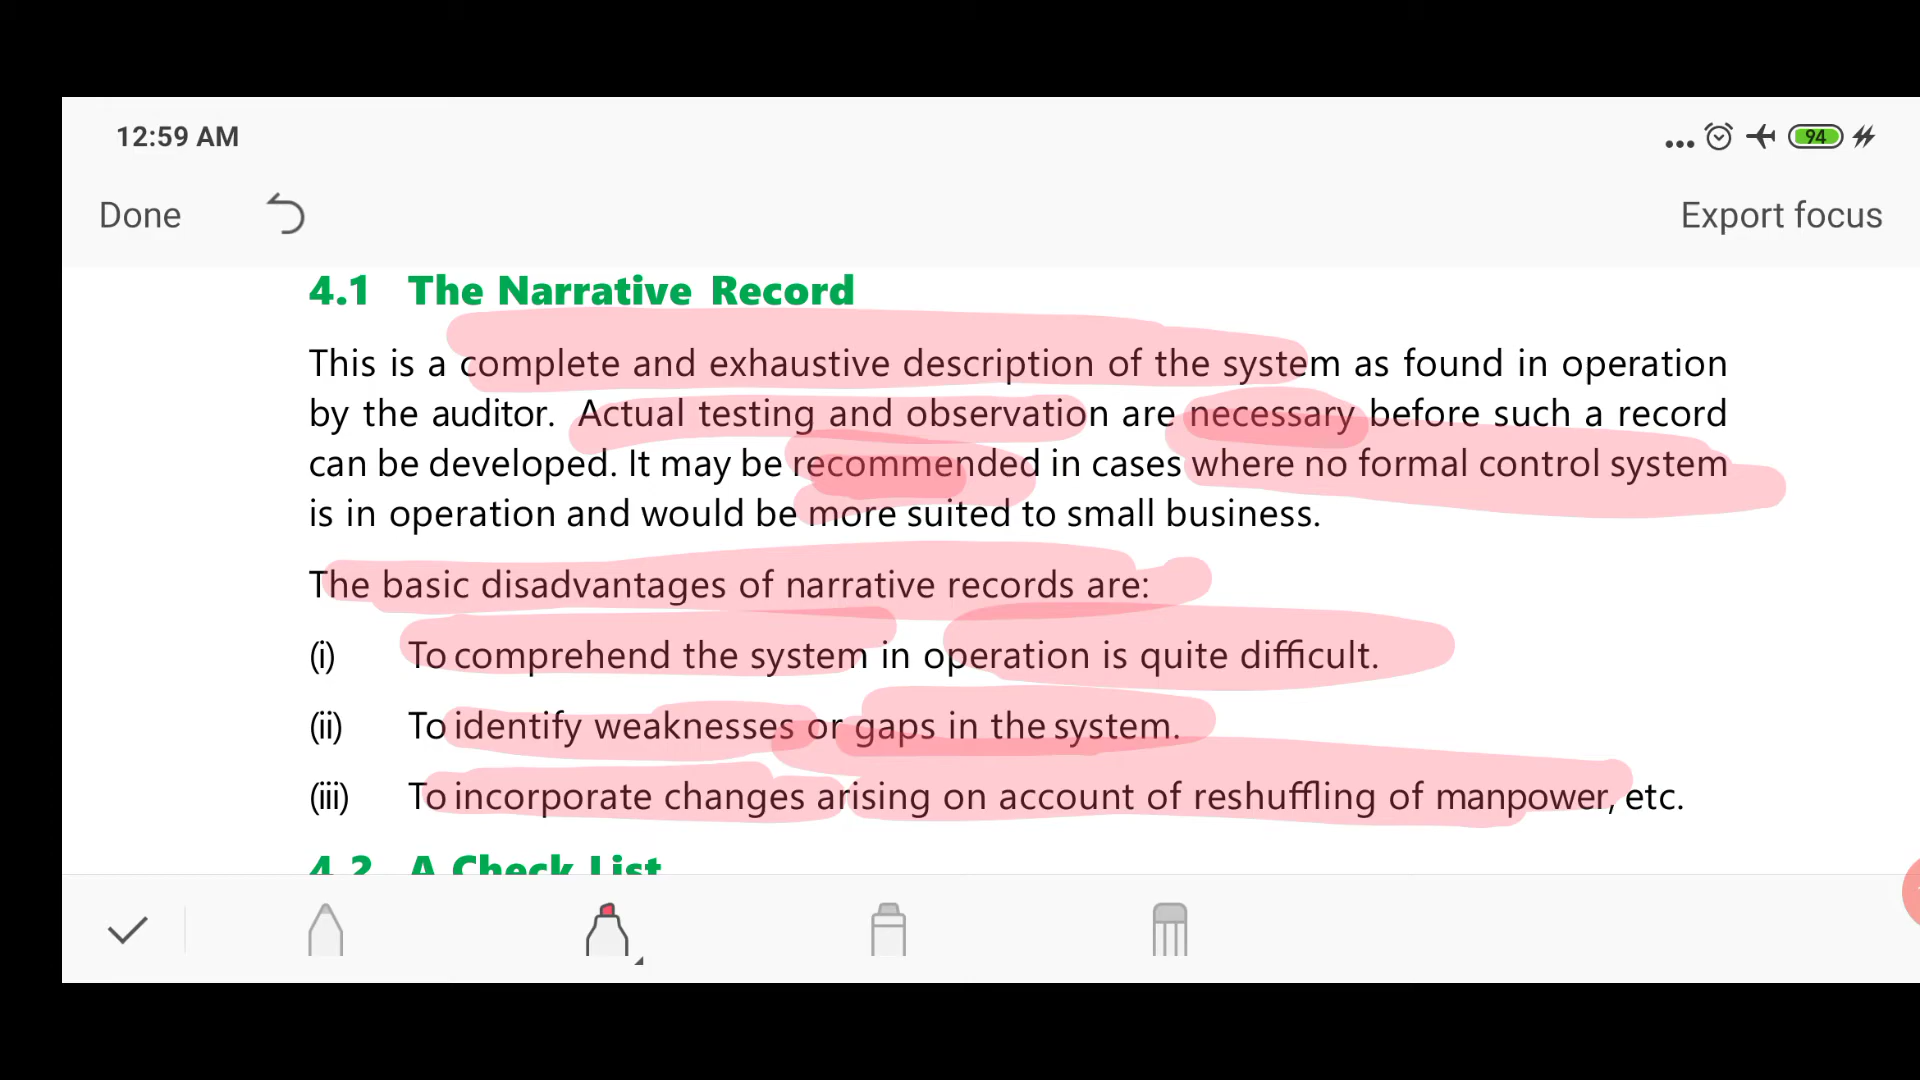 12:59 AM
94
Done
Export focus
4.1 The Narrative Record
This is a complete and exhaustive description of the system as found in operation
by the auditor. Actual testing and observation are necessary before such a record
can be developed. It may be recommended in cases where no formal control system
is in operation and would be more suited to small business.
The basic disadvantages of narrative records are:
(i) To comprehend the system in operation is quite difficult.
(ii) To identify weaknesses or gaps in the system.
(iii) To incorporate changes arising on account of reshuffling of manpower, etc.
4.2 A Check List